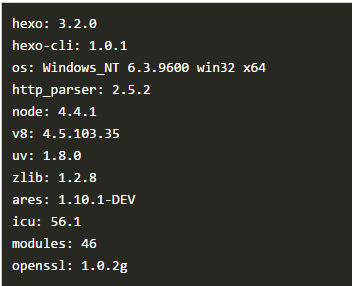 hexo: 3.2.0
hexo-cli: 1.0.1
os: Windows_NT 6.3.9600 win32 x64
http_parser: 2.5.2
node: 4.4.1
v8: 4.5.103.35
uv: 1.8.0
zlib: 1.2.8
ares: 1.10.1-DEV
icu: 56.1
modules: 46
openssl: 1.0.2g